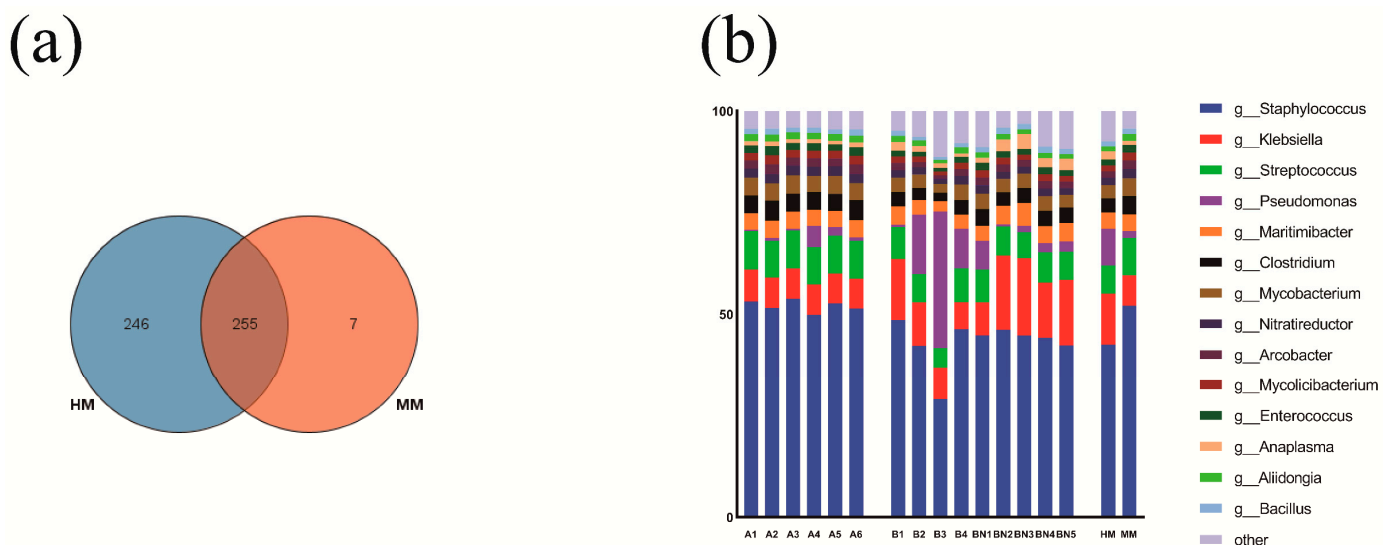 (a)
246
255
7
HM
MM
(b)
100
50
0
A1 A2 A3 A4 A5 A6 B1 B2 B3 B4 BN1 BN2 BN3 BN4 BN5 HM MM
g__Staphylococcus
g__Klebsiella
g__Streptococcus
g__Pseudomonas
g__Maritimibacter
g__Clostridium
g__Mycobacterium
g__Nitratireductor
g__Arcobacter
g__Mycolicibacterium
g__Enterococcus
g__Anaplasma
g__Aliidongia
g__Bacillus
other